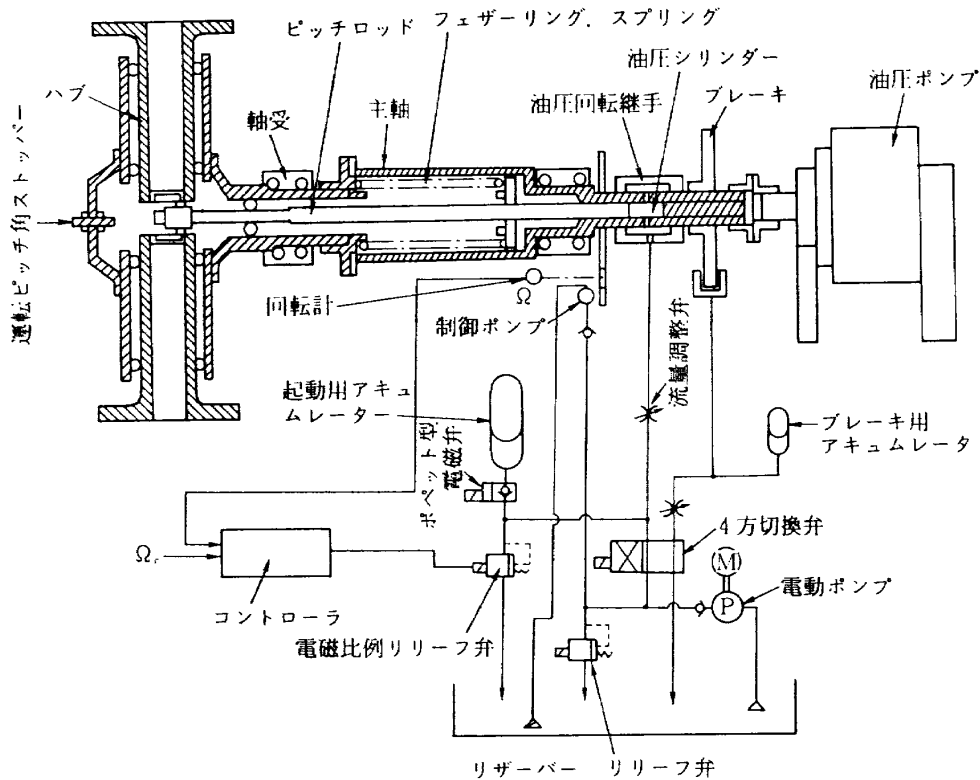 ピッチロッド
フェザーリング．スプリング
油圧シリンダー
ハブ
軸受
主軸
油圧回転継手
ブレーキ
油圧ポンプ
運転ピッチ角ストッパー
回転計
Ω
制御ポンプ
流量調整弁
起動用アキュ
ムレーター
ブレーキ用
アキュムレータ
ポペット型
電磁弁
4方切換弁
Ωr
M
電動ポンプ
P
コントローラ
電磁比例リリーフ弁
リザーバー
リリーフ弁